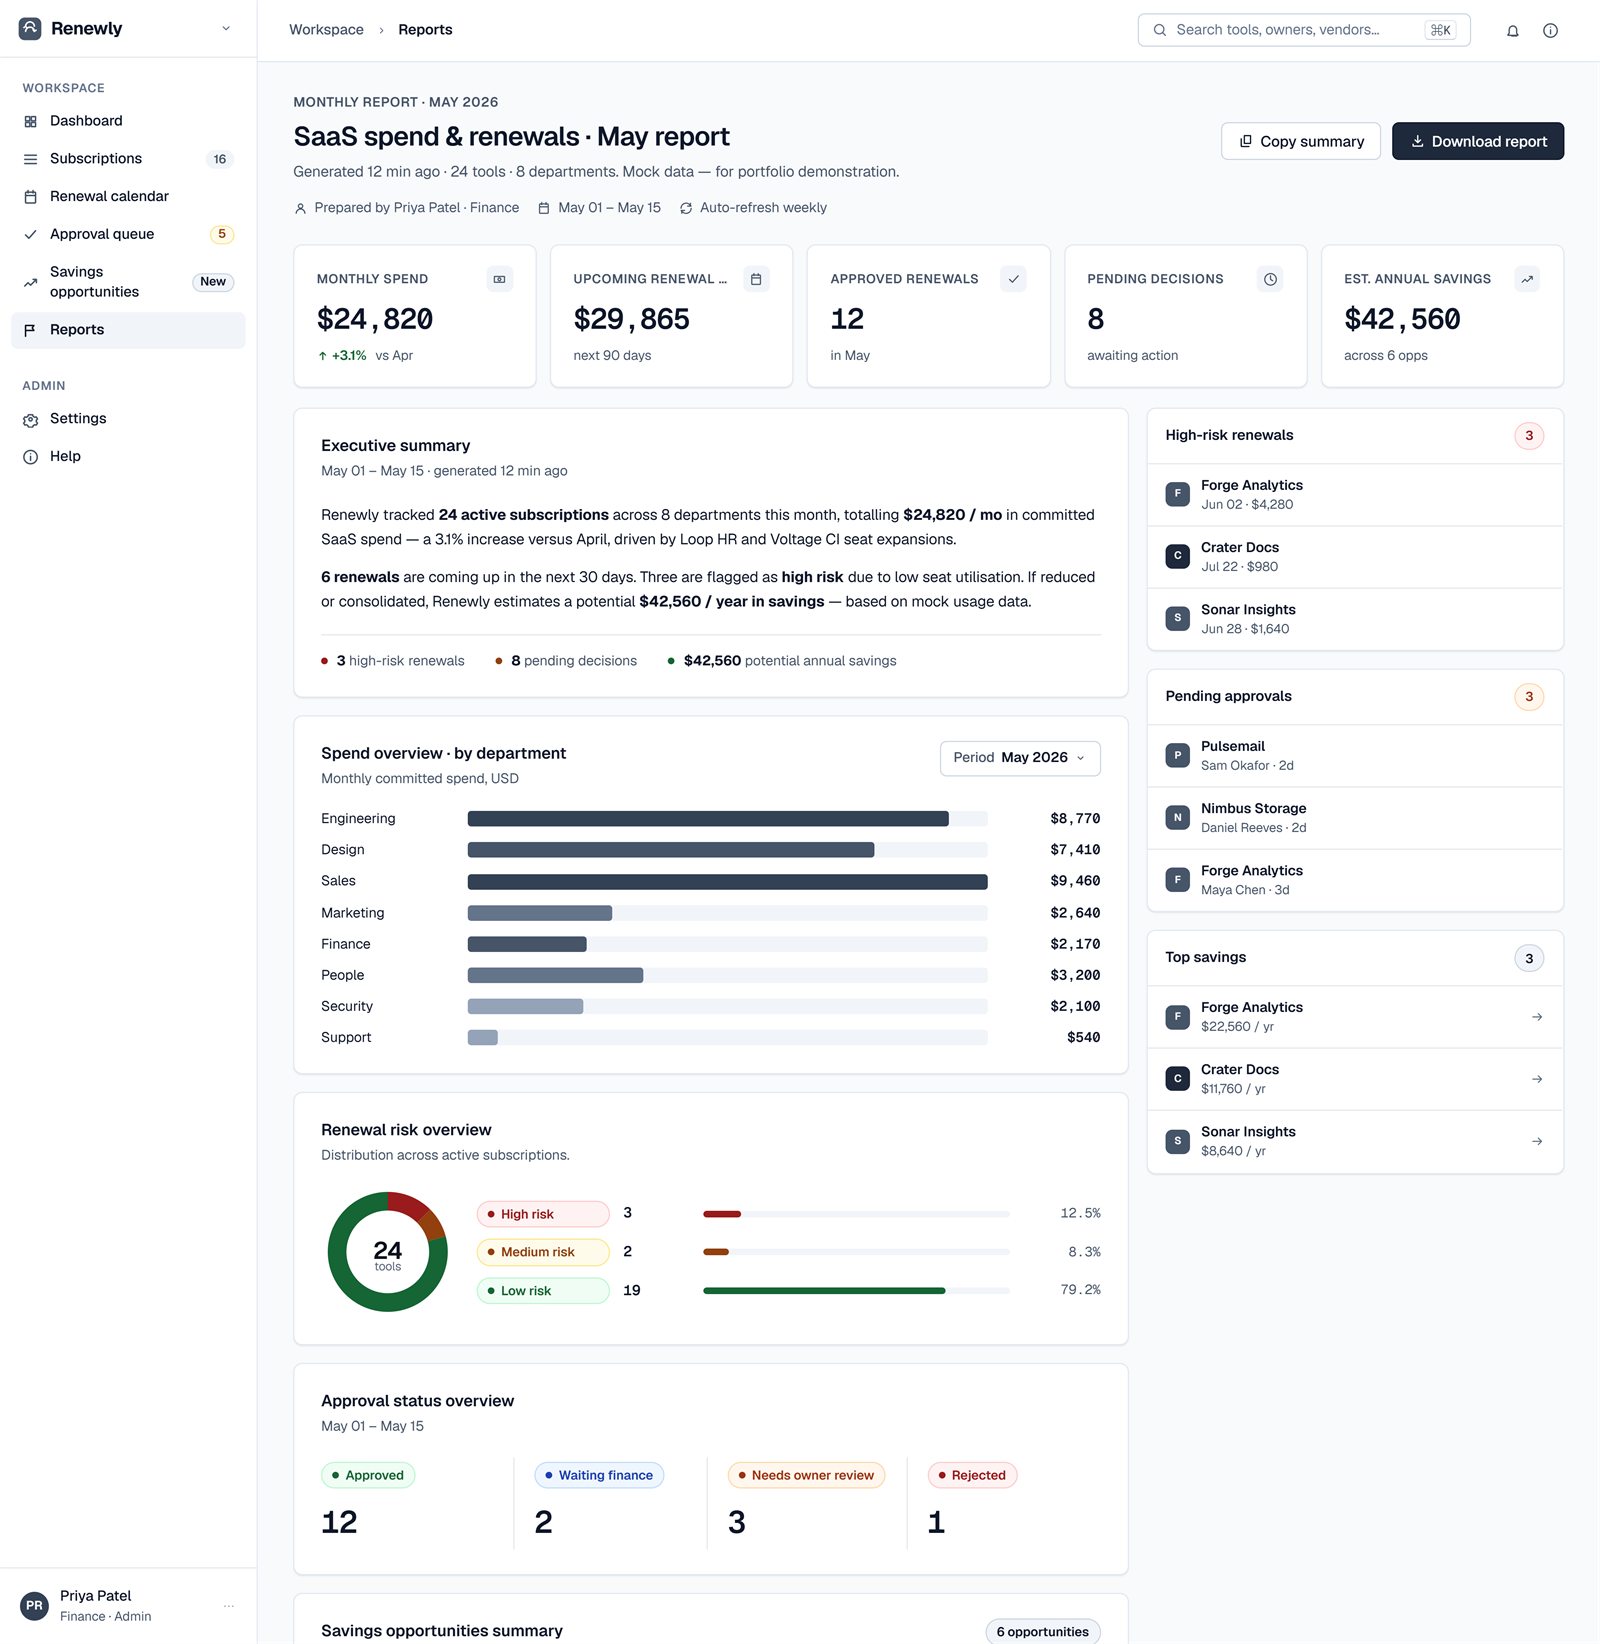 Renewly
WORKSPACE
Dashboard
Subscriptions 16
Renewal calendar
Approval queue 5
Savings
opportunities New
Reports
ADMIN
Settings
Help
PR
Priya Patel
Finance · Admin
...
Workspace › Reports
Search tools, owners, vendors... ⌘K
MONTHLY REPORT · MAY 2026
SaaS spend & renewals · May report
Generated 12 min ago · 24 tools · 8 departments. Mock data — for portfolio demonstration.
Prepared by Priya Patel · Finance May 01 – May 15 Auto-refresh weekly
Copy summary
Download report
MONTHLY SPEND
$24,820
↑ +3.1% vs Apr
UPCOMING RENEWAL ...
$29,865
next 90 days
APPROVED RENEWALS
12
in May
PENDING DECISIONS
8
awaiting action
EST. ANNUAL SAVINGS
$42,560
across 6 opps
Executive summary
May 01 – May 15 · generated 12 min ago
Renewly tracked 24 active subscriptions across 8 departments this month, totalling $24,820 / mo in committed
SaaS spend — a 3.1% increase versus April, driven by Loop HR and Voltage CI seat expansions.
6 renewals are coming up in the next 30 days. Three are flagged as high risk due to low seat utilisation. If reduced
or consolidated, Renewly estimates a potential $42,560 / year in savings — based on mock usage data.
3 high-risk renewals 8 pending decisions $42,560 potential annual savings
Spend overview · by department
Monthly committed spend, USD
Period May 2026
Engineering $8,770
Design $7,410
Sales $9,460
Marketing $2,640
Finance $2,170
People $3,200
Security $2,100
Support $540
Renewal risk overview
Distribution across active subscriptions.
24
tools
High risk 3 12.5%
Medium risk 2 8.3%
Low risk 19 79.2%
Approval status overview
May 01 – May 15
Approved
12
Waiting finance
2
Needs owner review
3
Rejected
1
Savings opportunities summary 6 opportunities
High-risk renewals 3
F
Forge Analytics
Jun 02 · $4,280
C
Crater Docs
Jul 22 · $980
S
Sonar Insights
Jun 28 · $1,640
Pending approvals 3
P
Pulsemail
Sam Okafor · 2d
N
Nimbus Storage
Daniel Reeves · 2d
F
Forge Analytics
Maya Chen · 3d
Top savings 3
F
Forge Analytics
$22,560 / yr
C
Crater Docs
$11,760 / yr
S
Sonar Insights
$8,640 / yr